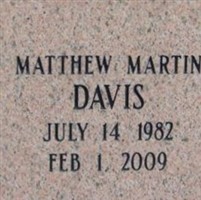 MATTHEW MARTIN
DAVIS
JULY 14 1982
FEB 1, 2009